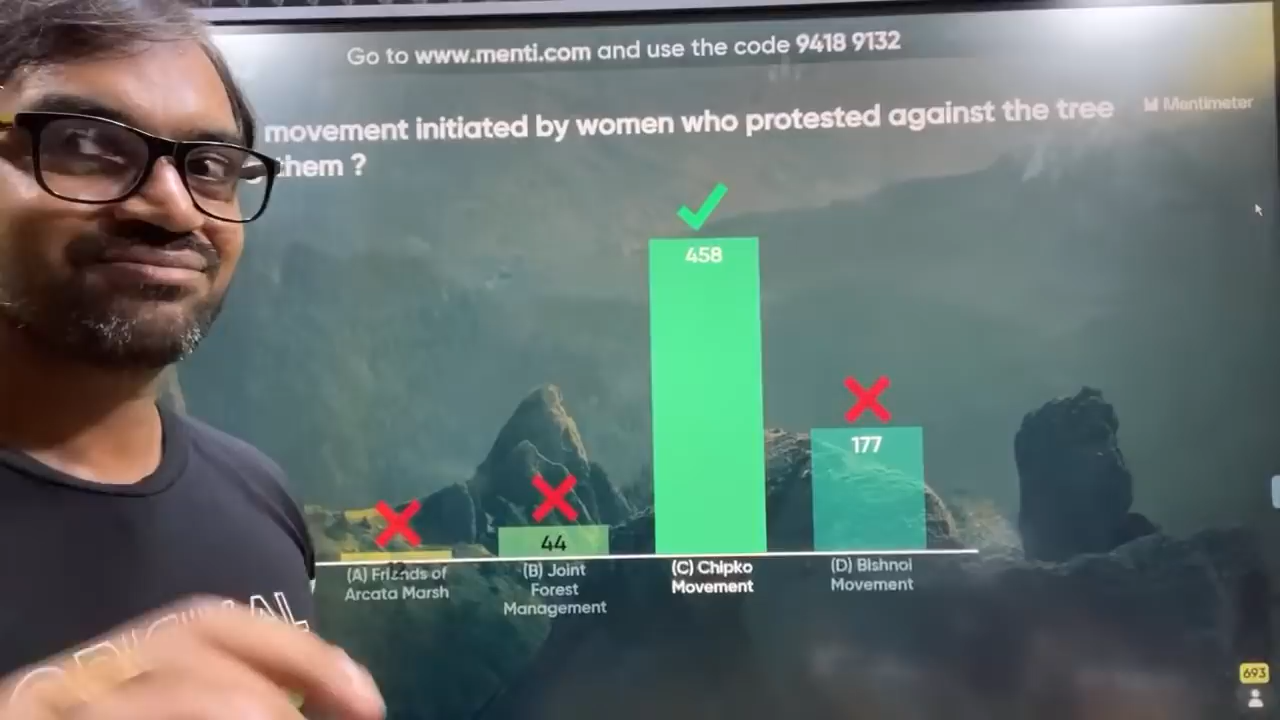 Go to www.menti.com and use the code 9418 9132
Mentimeter
movement initiated by women who protested against the tree
them ?
458
177
44
(A) Friends of
Arcata Marsh
(B) Joint
Forest
Management
(C) Chipko
Movement
(D) Bishnoi
Movement
693